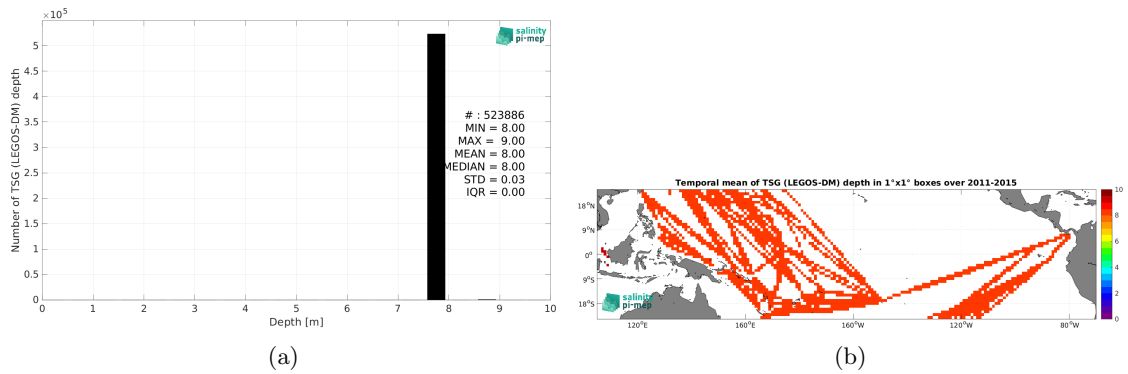 ×10⁵
5
4.5
4
3.5
3
2.5
2
1.5
1
0.5
0
Number of TSG (LEGOS-DM) depth
salinity
pi-mep
# : 523886
MIN = 8.00
MAX = 9.00
MEAN = 8.00
MEDIAN = 8.00
STD = 0.03
IQR = 0.00
0 1 2 3 4 5 6 7 8 9 10
Depth [m]
(a)
Temporal mean of TSG (LEGOS-DM) depth in 1°x1° boxes over 2011-2015
18°N
9°N
0°
9°S
18°S
salinity
pi-mep
120°E 160°E 160°W 120°W 80°W
10
8
6
4
2
0
(b)